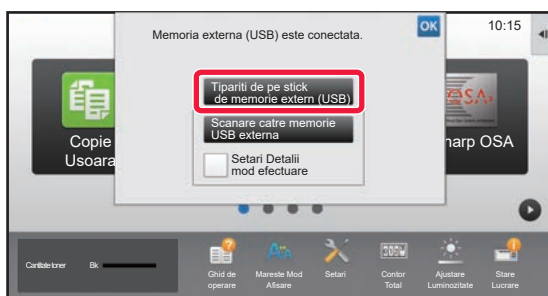 Memoria externa (USB) este conectata.
OK
10:15
Tipariti de pe stick
de memorie extern (USB)
Scanare catre memorie
USB externa
Setari Detalii
mod efectuare
Copie
Usoara
OSA
harp OSA
Cantitate toner
Bk
Ghid de
operare
Mareste Mod
Afisare
Setari
Contor
Total
Ajustare
Luminozitate
Stare
Lucrare